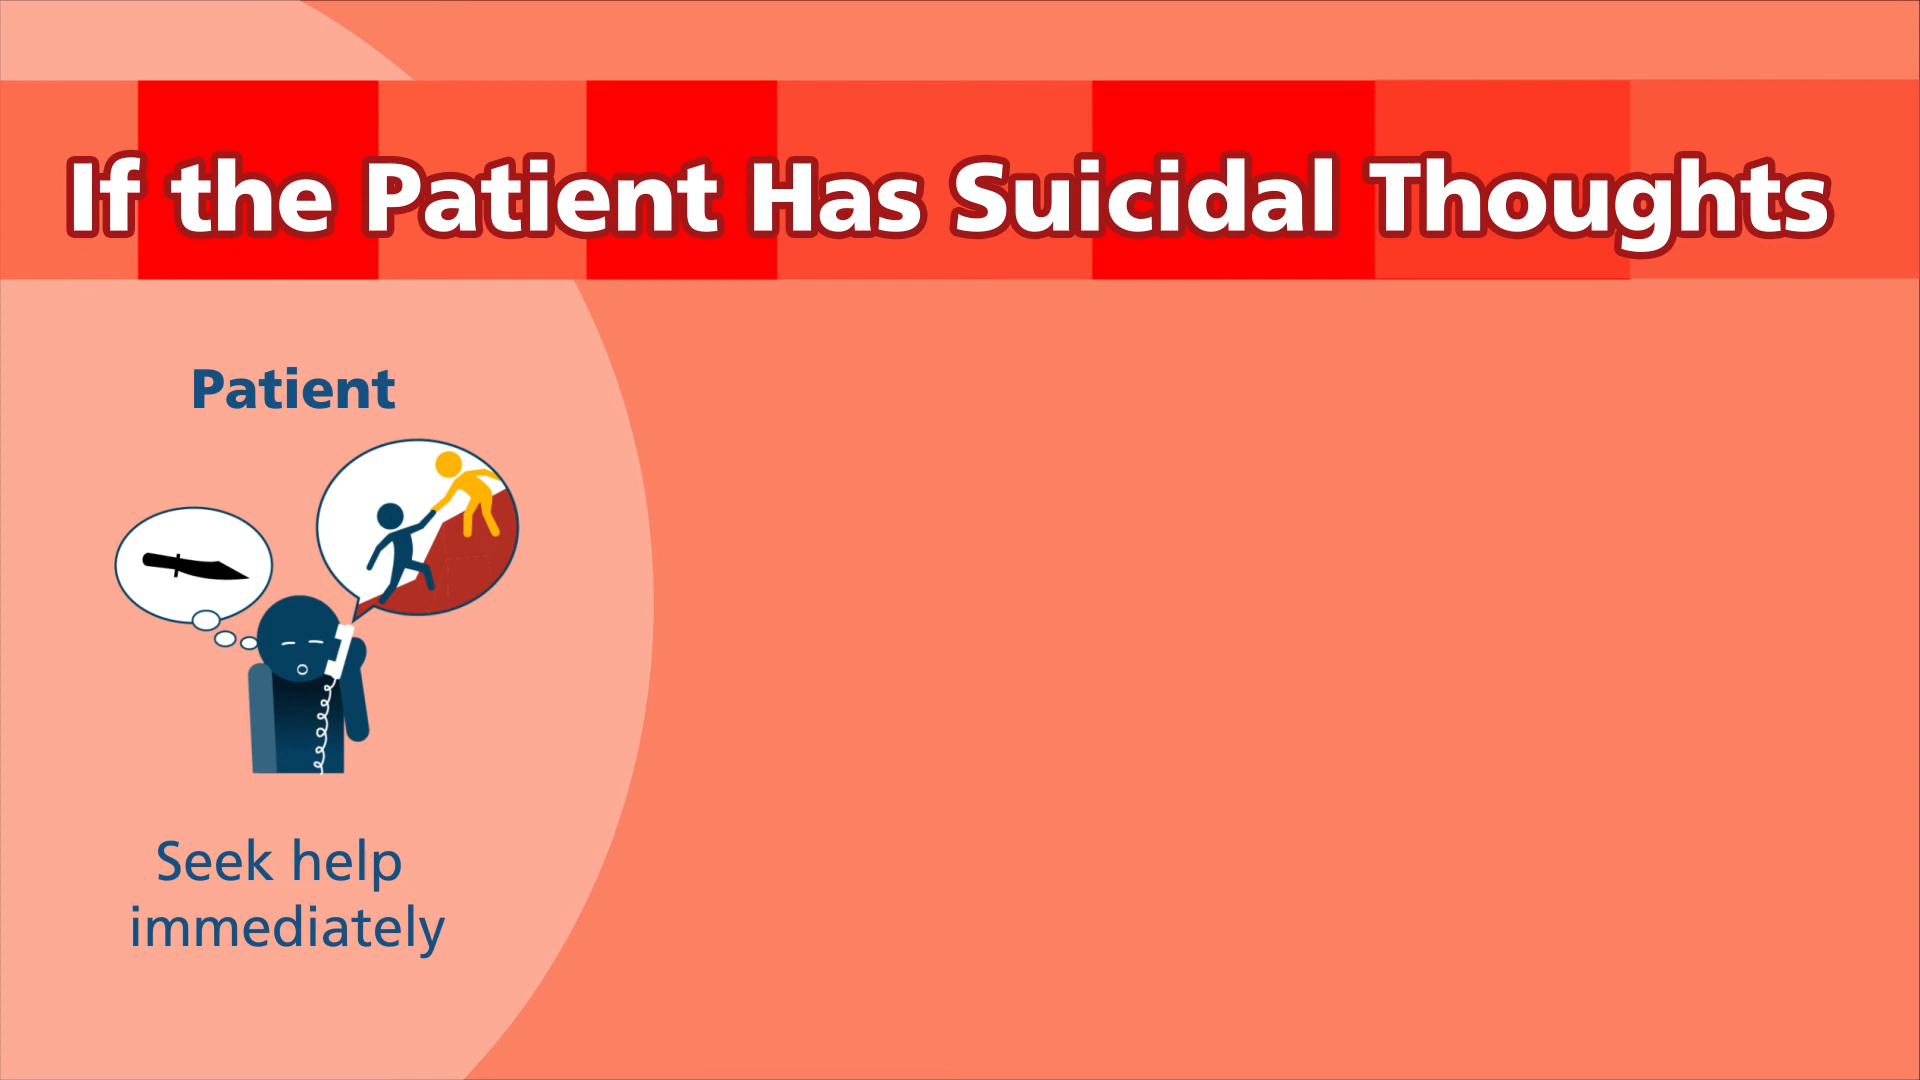 If the Patient Has Suicidal Thoughts
Patient
Seek help
immediately